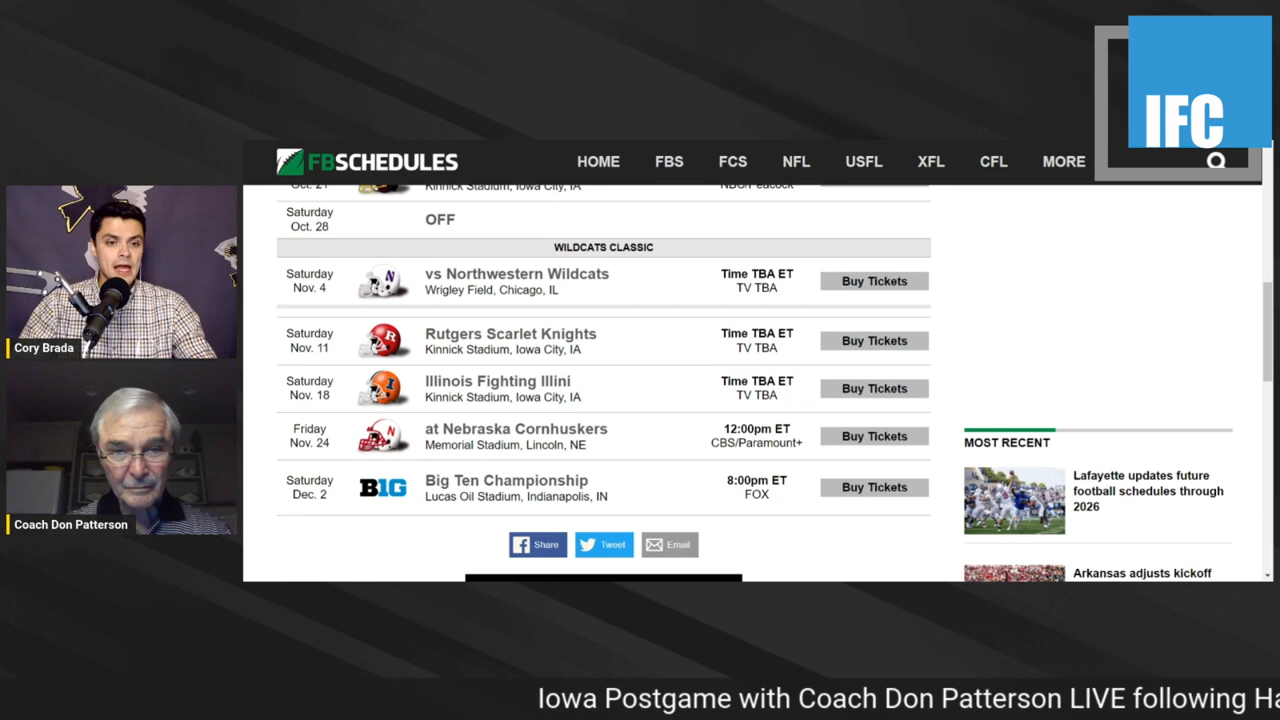 IFC
FBSCHEDULES
HOME FBS FCS NFL USFL XFL CFL MORE
Oct. 21
Kinnick Stadium, Iowa City, IA
NBC/Peacock
Saturday
Oct. 28
OFF
WILDCATS CLASSIC
Saturday
Nov. 4
N
vs Northwestern Wildcats
Wrigley Field, Chicago, IL
Time TBA ET
TV TBA
Buy Tickets
Saturday
Nov. 11
R
Rutgers Scarlet Knights
Kinnick Stadium, Iowa City, IA
Time TBA ET
TV TBA
Buy Tickets
Saturday
Nov. 18
I
Illinois Fighting Illini
Kinnick Stadium, Iowa City, IA
Time TBA ET
TV TBA
Buy Tickets
Friday
Nov. 24
N
at Nebraska Cornhuskers
Memorial Stadium, Lincoln, NE
12:00pm ET
CBS/Paramount+
Buy Tickets
Saturday
Dec. 2
B1G
Big Ten Championship
Lucas Oil Stadium, Indianapolis, IN
8:00pm ET
FOX
Buy Tickets
Share
Tweet
Email
MOST RECENT
Lafayette updates future
football schedules through
2026
Arkansas adjusts kickoff
Cory Brada
Coach Don Patterson
Iowa Postgame with Coach Don Patterson LIVE following Ha